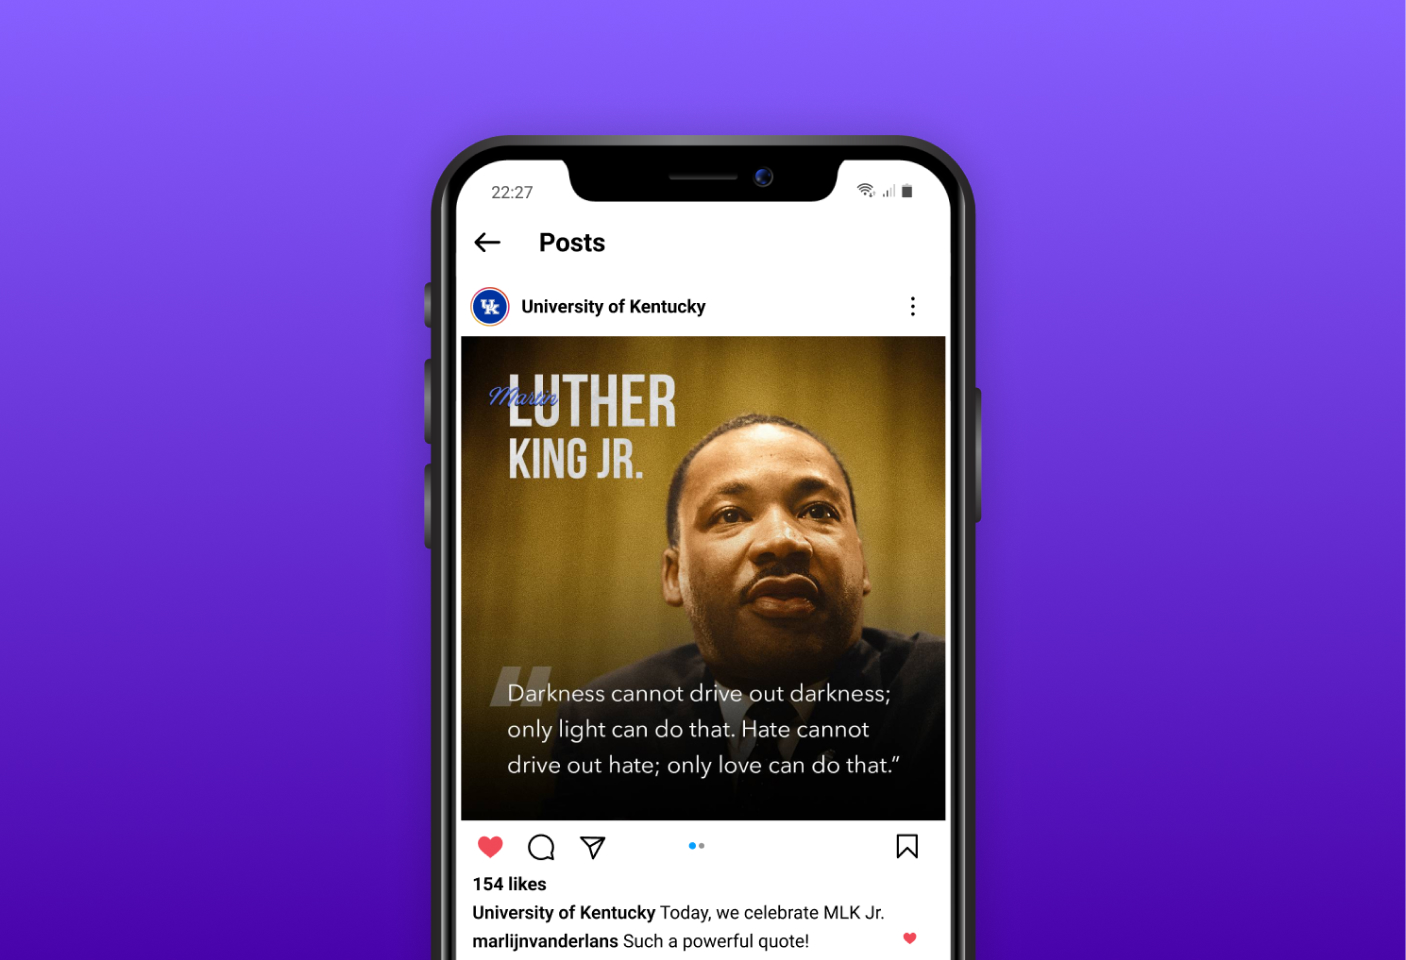 22:27
Posts
UK
University of Kentucky
Martin
LUTHER
KING JR.
"Darkness cannot drive out darkness;
only light can do that. Hate cannot
drive out hate; only love can do that.”
154 likes
University of Kentucky Today, we celebrate MLK Jr.
marlijnvanderlans Such a powerful quote!